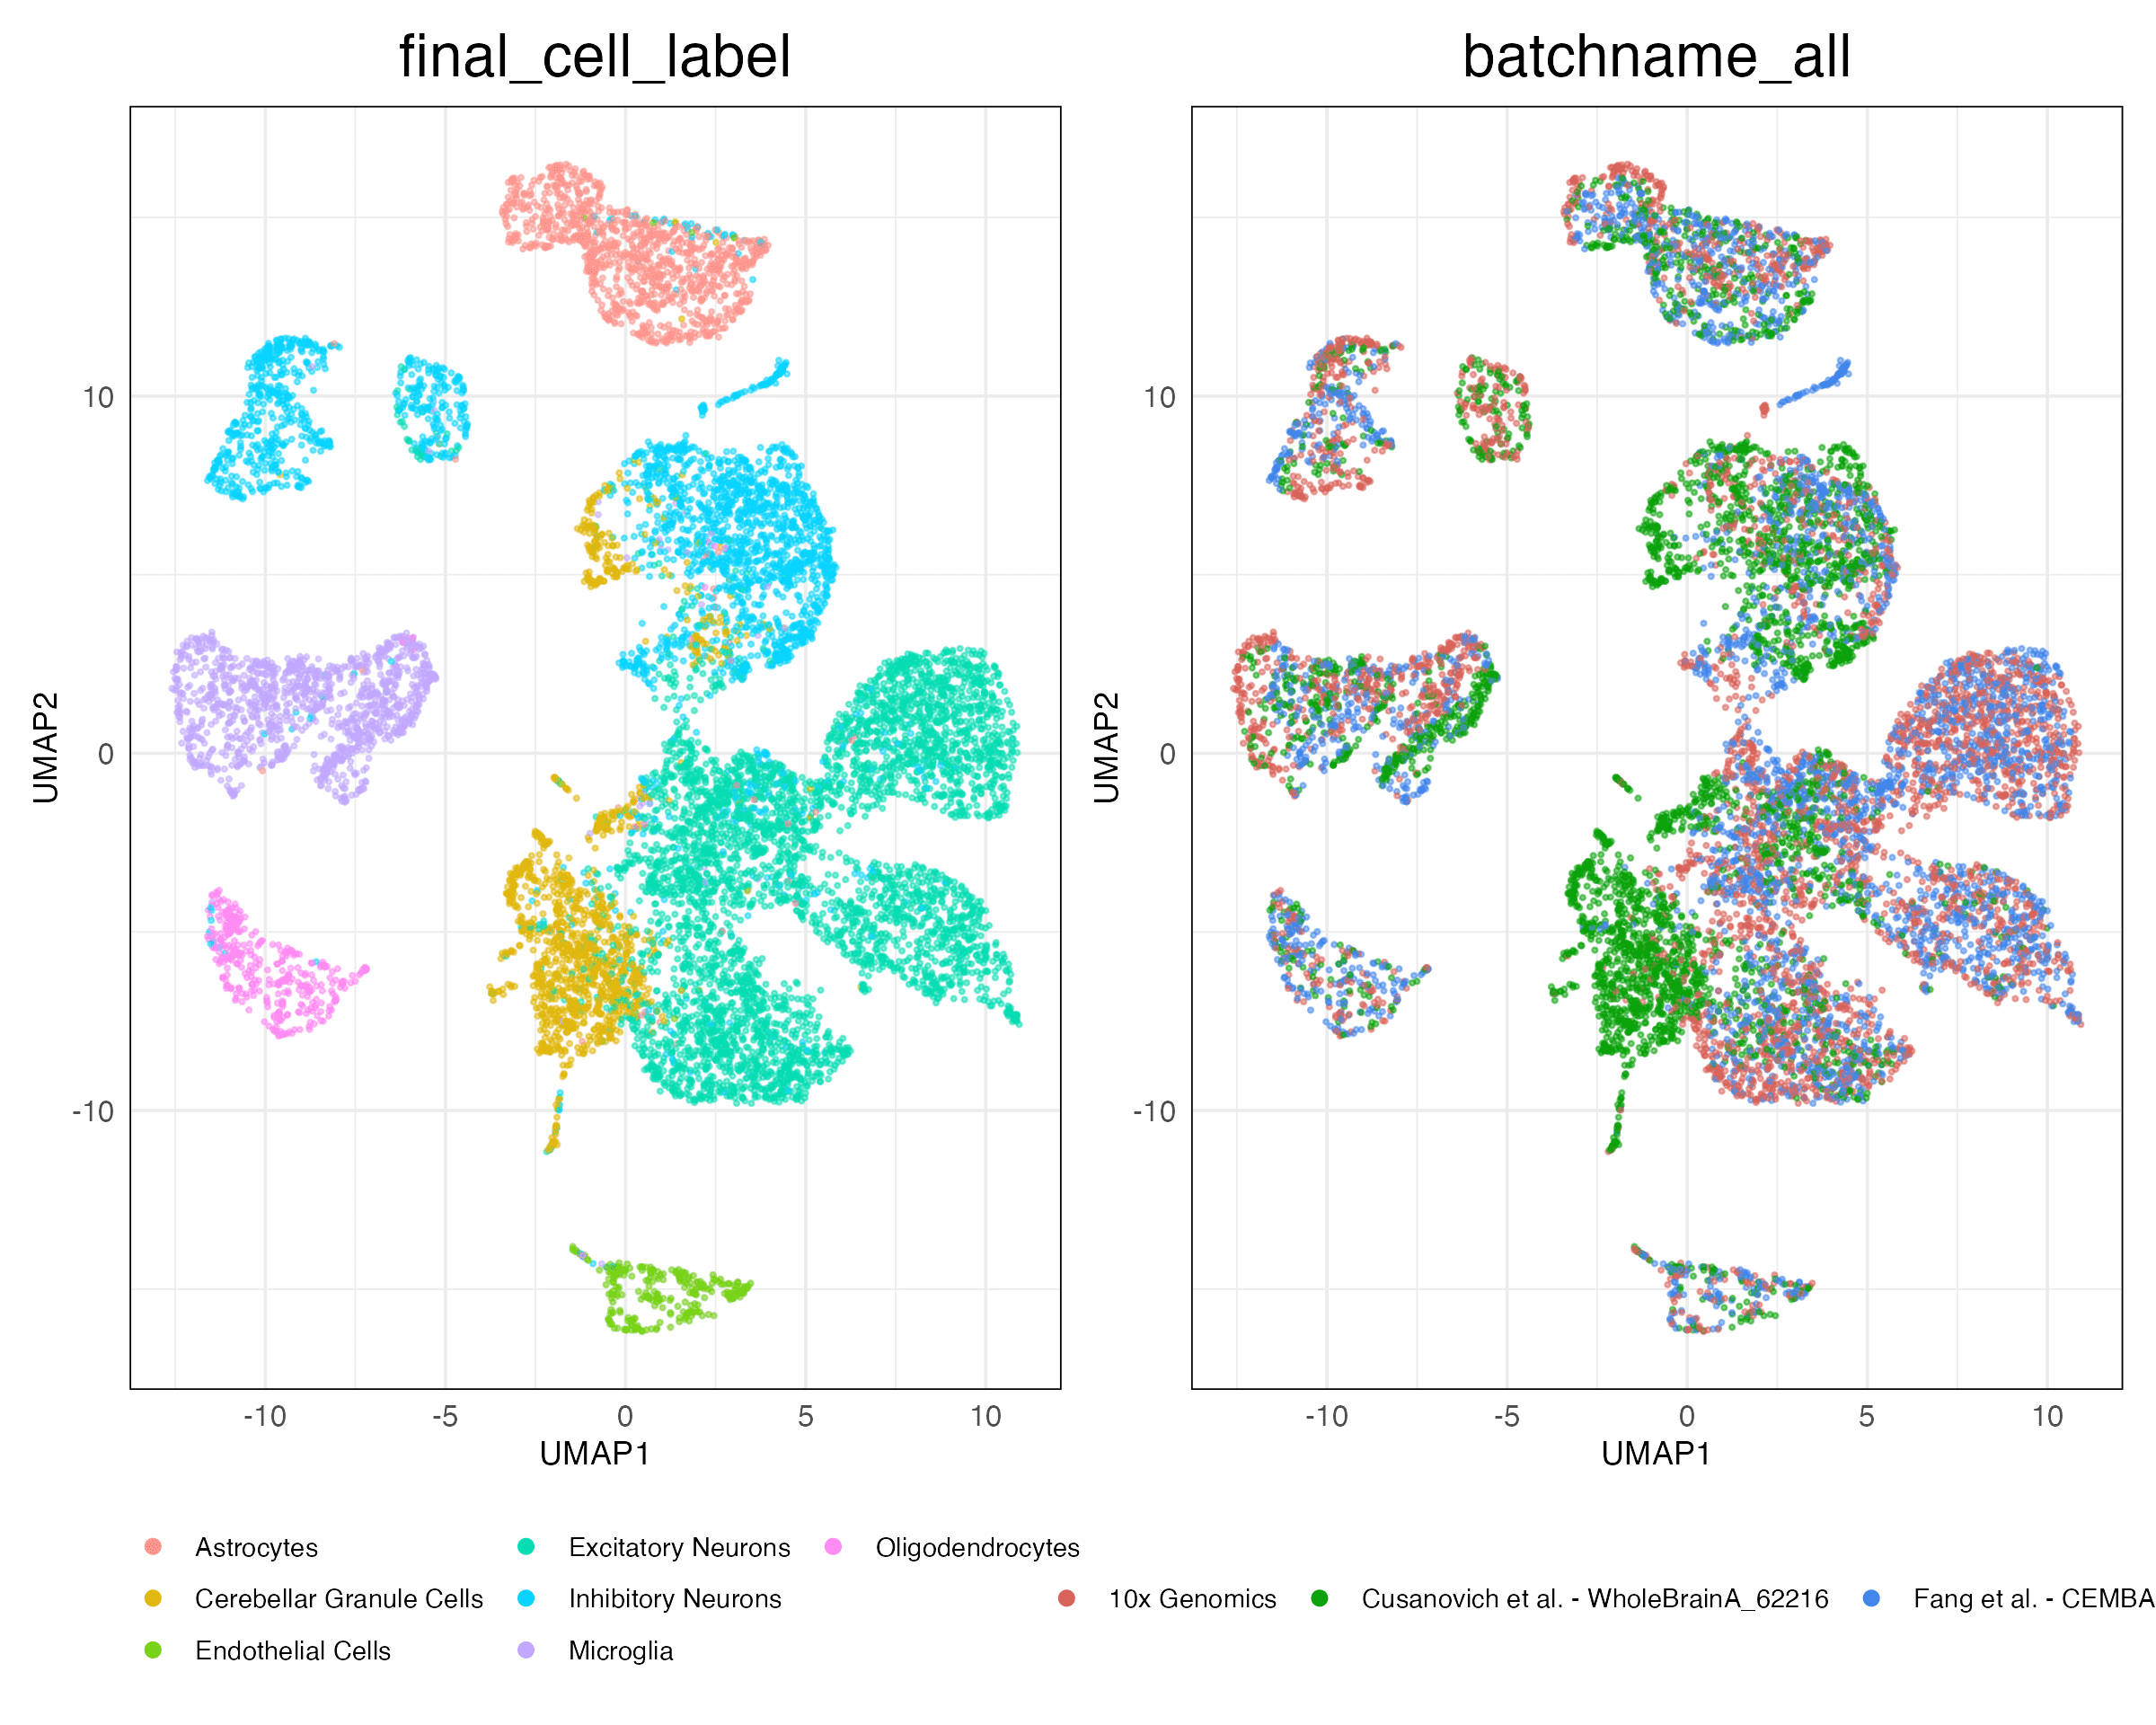 final_cell_label
batchname_all
10
0
-10
UMAP2
-10
-5
0
5
10
UMAP1
10
0
-10
UMAP2
-10
-5
0
5
10
UMAP1
Astrocytes
Cerebellar Granule Cells
Endothelial Cells
Excitatory Neurons
Inhibitory Neurons
Microglia
Oligodendrocytes
10x Genomics
Cusanovich et al. - WholeBrainA_62216
Fang et al. - CEMBA